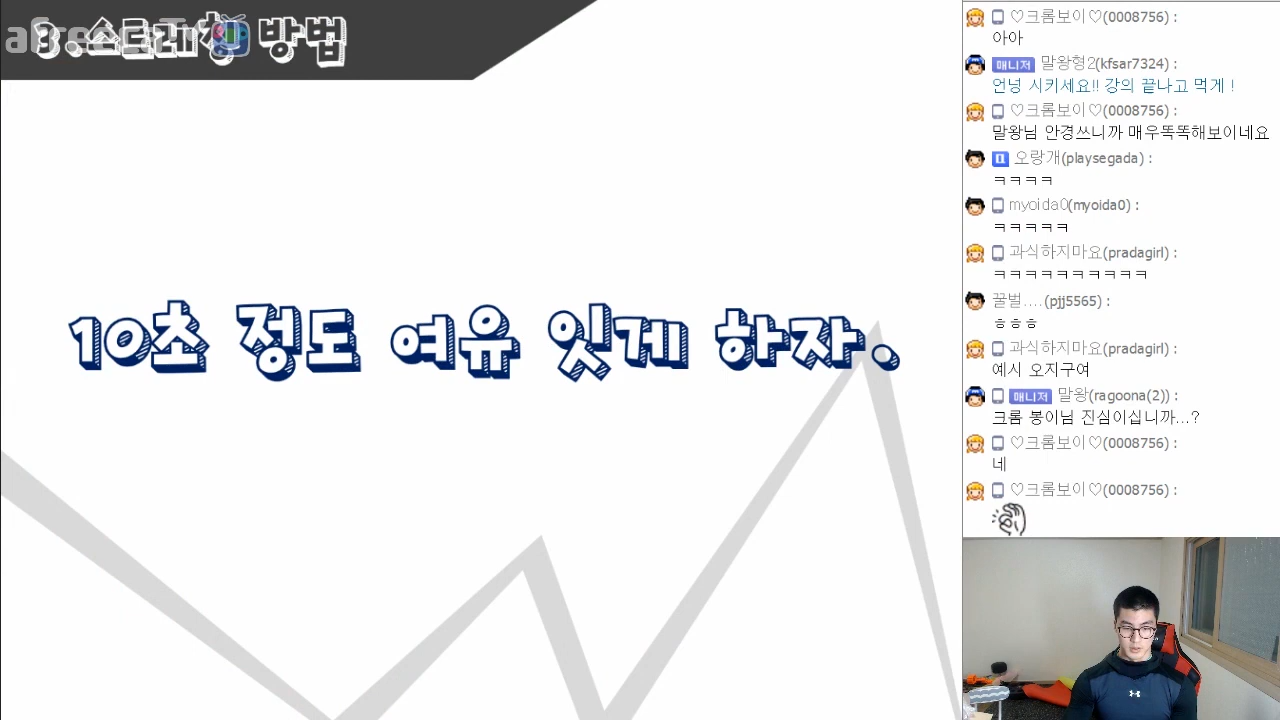 3.스트레칭 방법
afreecaTV
10초 정도 여유 잇게 하자.
♡크롬보이♡(0008756) :
아아
매니저 말왕형2(kfsar7324) :
언넝 시키세요!! 강의 끝나고 먹게 !
♡크롬보이♡(0008756) :
말왕님 안경쓰니까 매우똑똑해보이네요
오랑개(playsegada) :
ㅋㅋㅋㅋ
myoida0(myoida0) :
ㅋㅋㅋㅋㅋ
과식하지마요(pradagirl) :
ㅋㅋㅋㅋㅋㅋㅋㅋㅋㅋ
꿀벌....(pjj5565) :
ㅎㅎㅎ
과식하지마요(pradagirl) :
예시 오지구여
매니저 말왕(ragoona(2)) :
크롬 봉이님 진심이십니까...?
♡크롬보이♡(0008756) :
네
♡크롬보이♡(0008756) :